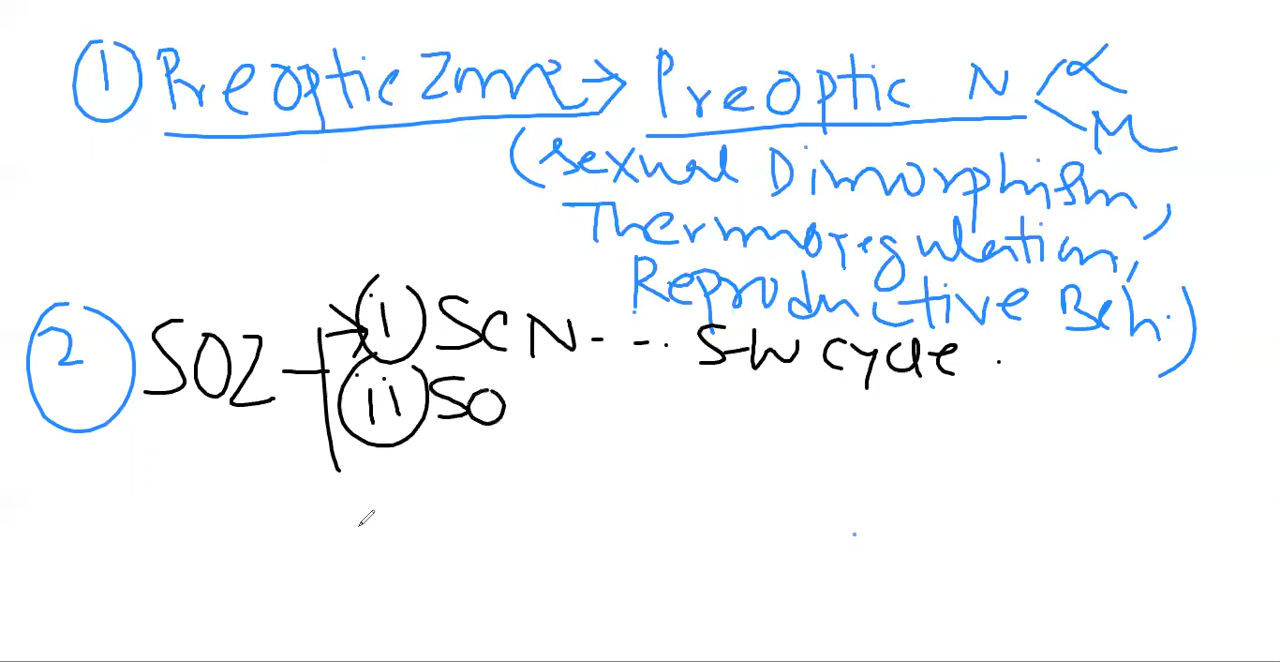 ① Preoptic Zone → Preoptic N < α
M
(sexual Dimorphism,
Thermoregulation,
Reproductive Beh.)
② SOZ → ⓘ SCN - - .. S-W cycle .
ii SO